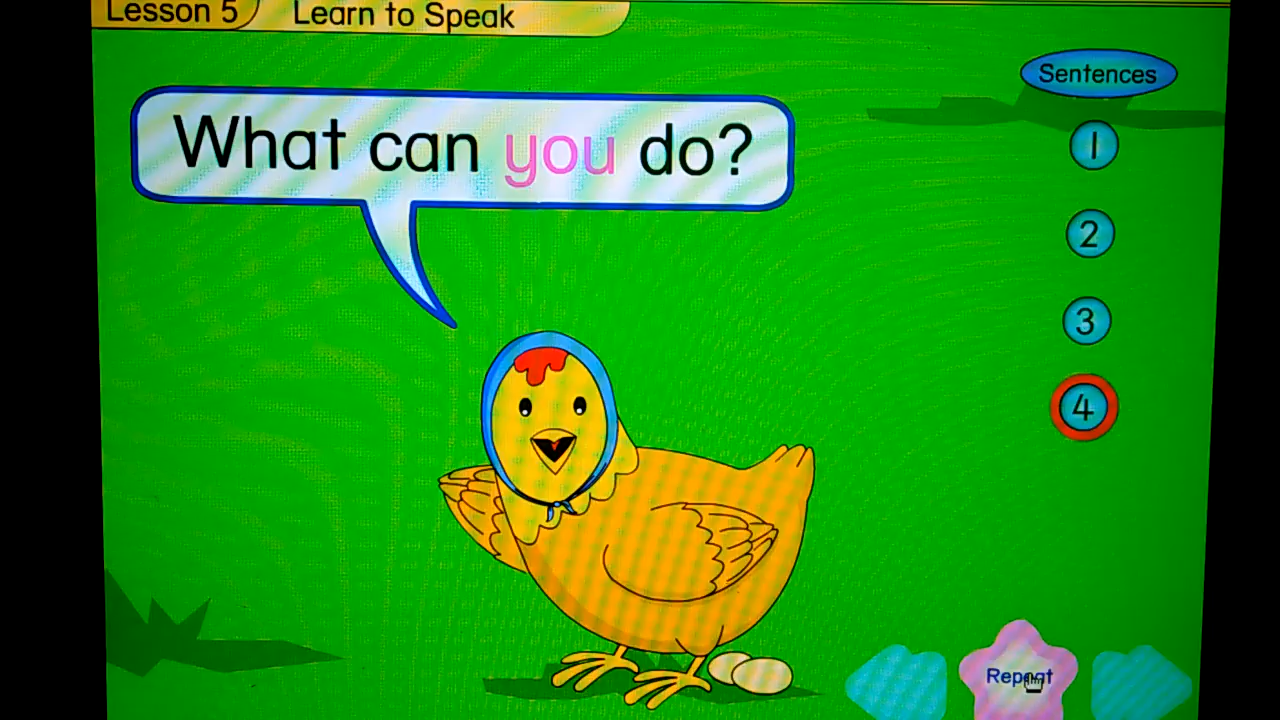 Lesson 5 Learn to Speak
Sentences
What can you do?
1
2
3
4
Repeat